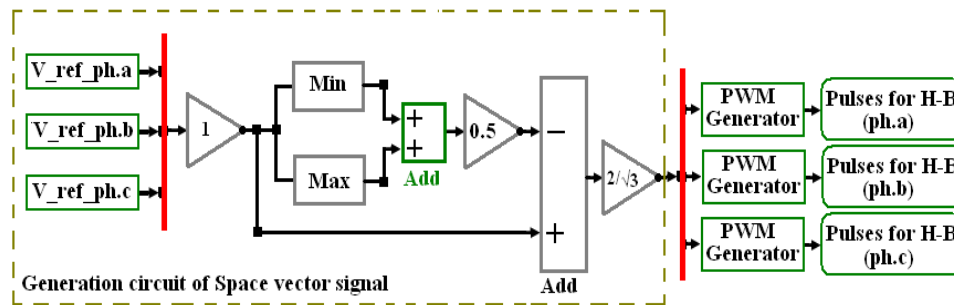 V_ref_ph.a
V_ref_ph.b
V_ref_ph.c
1
Min
Max
+
+
Add
0.5
−
+
Add
2/√3
PWM
Generator
Pulses for H-B
(ph.a)
PWM
Generator
Pulses for H-B
(ph.b)
PWM
Generator
Pulses for H-B
(ph.c)
Generation circuit of Space vector signal